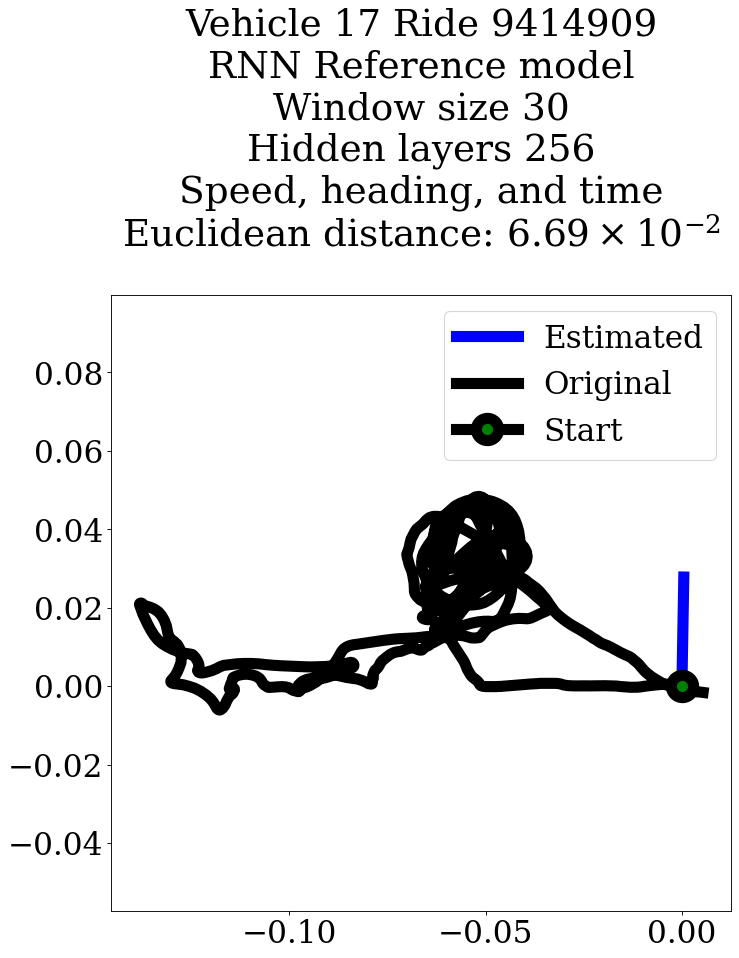 Vehicle 17 Ride 9414909
RNN Reference model
Window size 30
Hidden layers 256
Speed, heading, and time
Euclidean distance: 6.69 × 10⁻²
Estimated
Original
Start
0.08
0.06
0.04
0.02
0.00
−0.02
−0.04
−0.10
−0.05
0.00